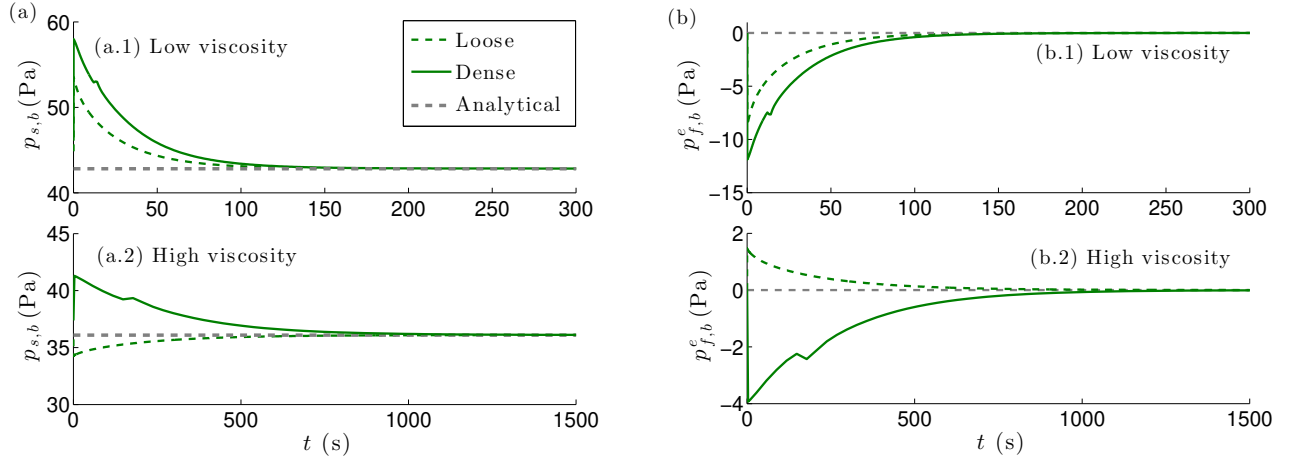 (a)
60
50
40
p_{s,b} (Pa)
(a.1) Low viscosity
Loose
Dense
Analytical
0 50 100 150 200 250 300
45
40
35
30
p_{s,b} (Pa)
(a.2) High viscosity
0 500 1000 1500
t (s)
(b)
0
−5
−10
−15
p^e_{f,b} (Pa)
(b.1) Low viscosity
0 50 100 150 200 250 300
2
0
−2
−4
p^e_{f,b} (Pa)
(b.2) High viscosity
0 500 1000 1500
t (s)